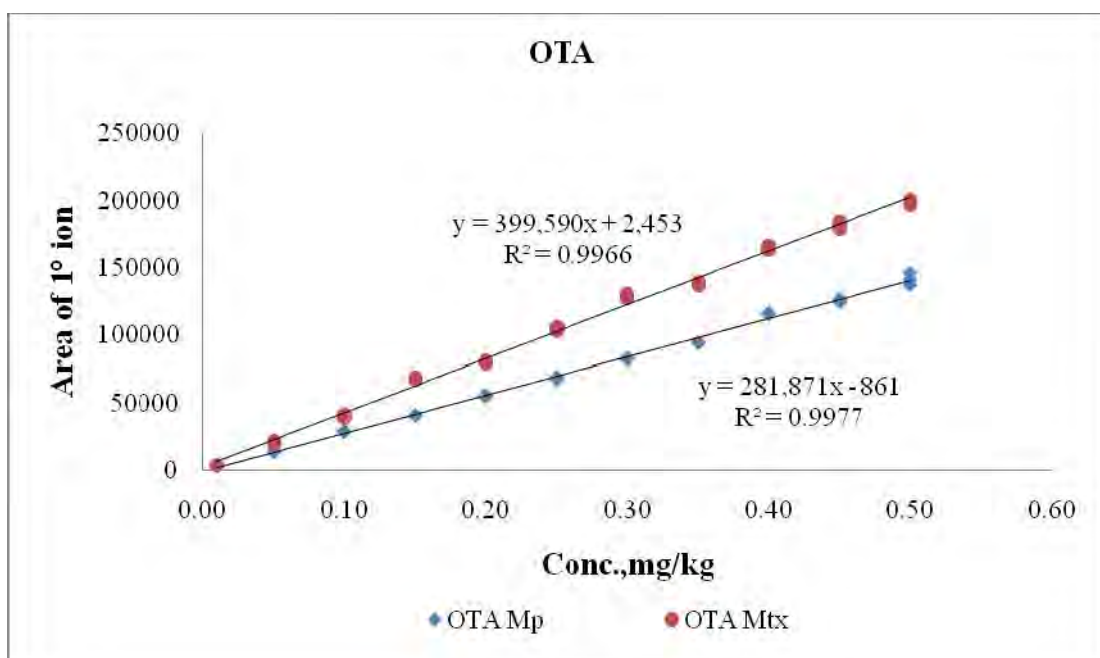 OTA
250000
200000
150000
100000
50000
0
Area of 1° ion
y = 399,590x + 2,453
R² = 0.9966
y = 281,871x -861
R² = 0.9977
0.00 0.10 0.20 0.30 0.40 0.50 0.60
Conc.,mg/kg
OTA Mp OTA Mtx